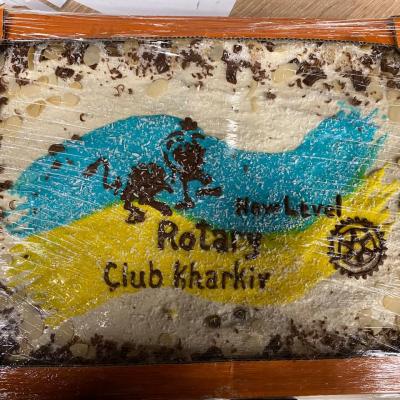 New Level
Rotary
Club Kharkiv